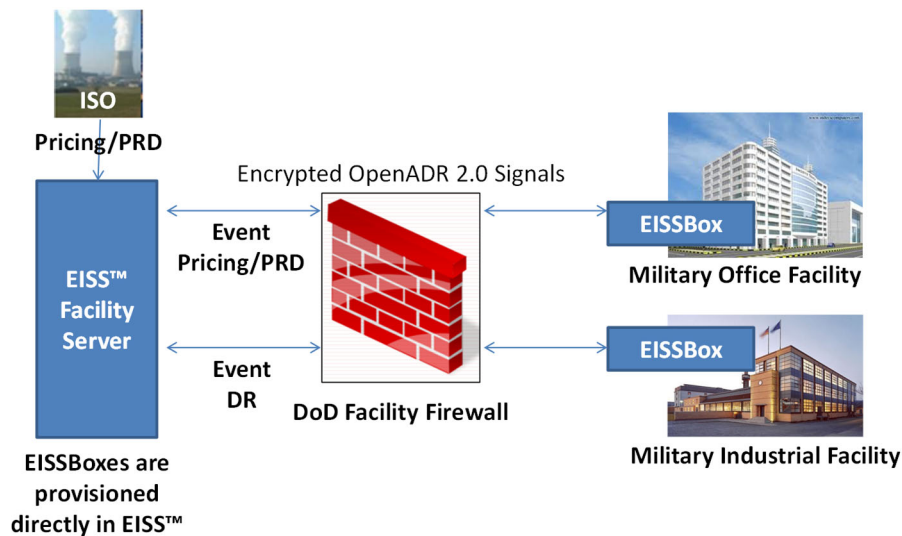 ISO
Pricing/PRD
Encrypted OpenADR 2.0 Signals
Event
Pricing/PRD
EISS™
Facility
Server
Event
DR
DoD Facility Firewall
EISSBoxes are
provisioned
directly in EISS™
EISSBox
Military Office Facility
EISSBox
Military Industrial Facility